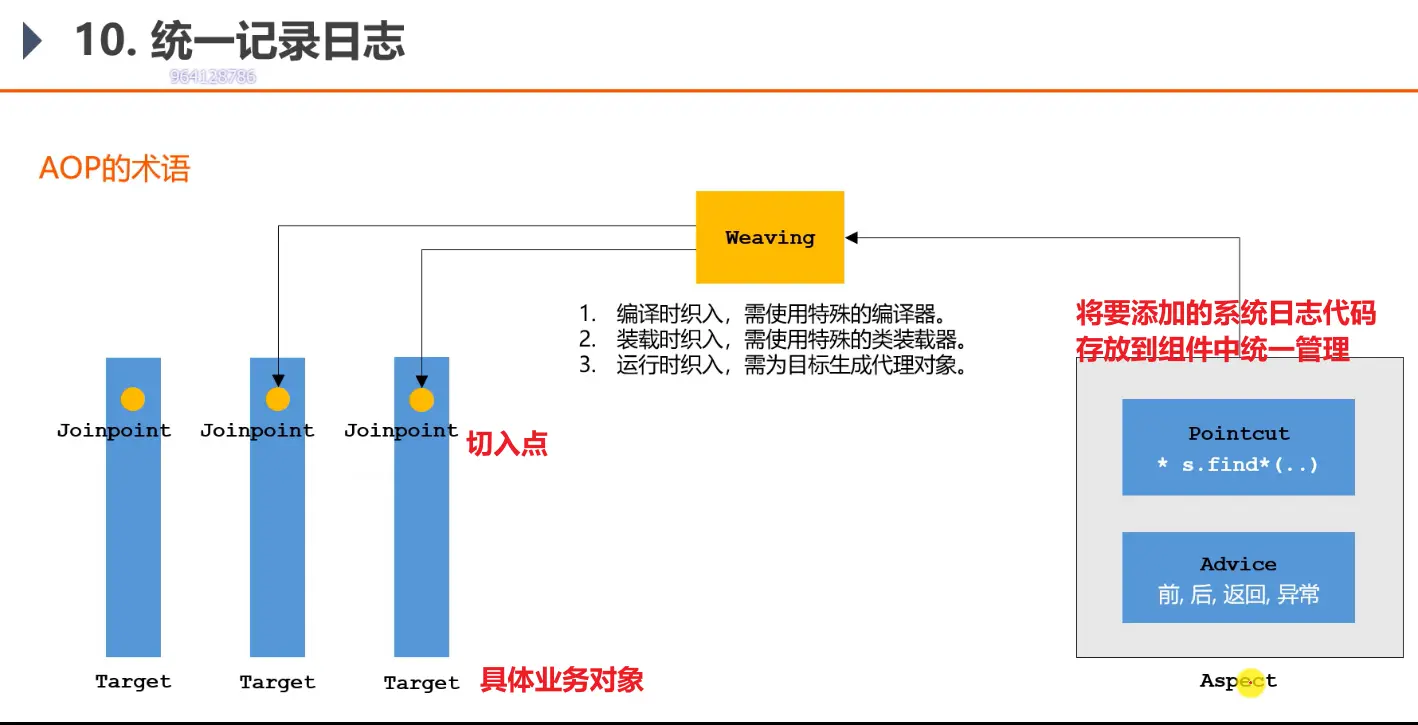 10. 统一记录日志
964128786
AOP的术语
Weaving
1. 编译时织入，需使用特殊的编译器。
2. 装载时织入，需使用特殊的类装载器。
3. 运行时织入，需为目标生成代理对象。
将要添加的系统日志代码
存放到组件中统一管理
Joinpoint
Joinpoint
Joinpoint
切入点
Pointcut
* s.find*(..)
Advice
前, 后, 返回, 异常
Target
Target
Target
具体业务对象
Aspect